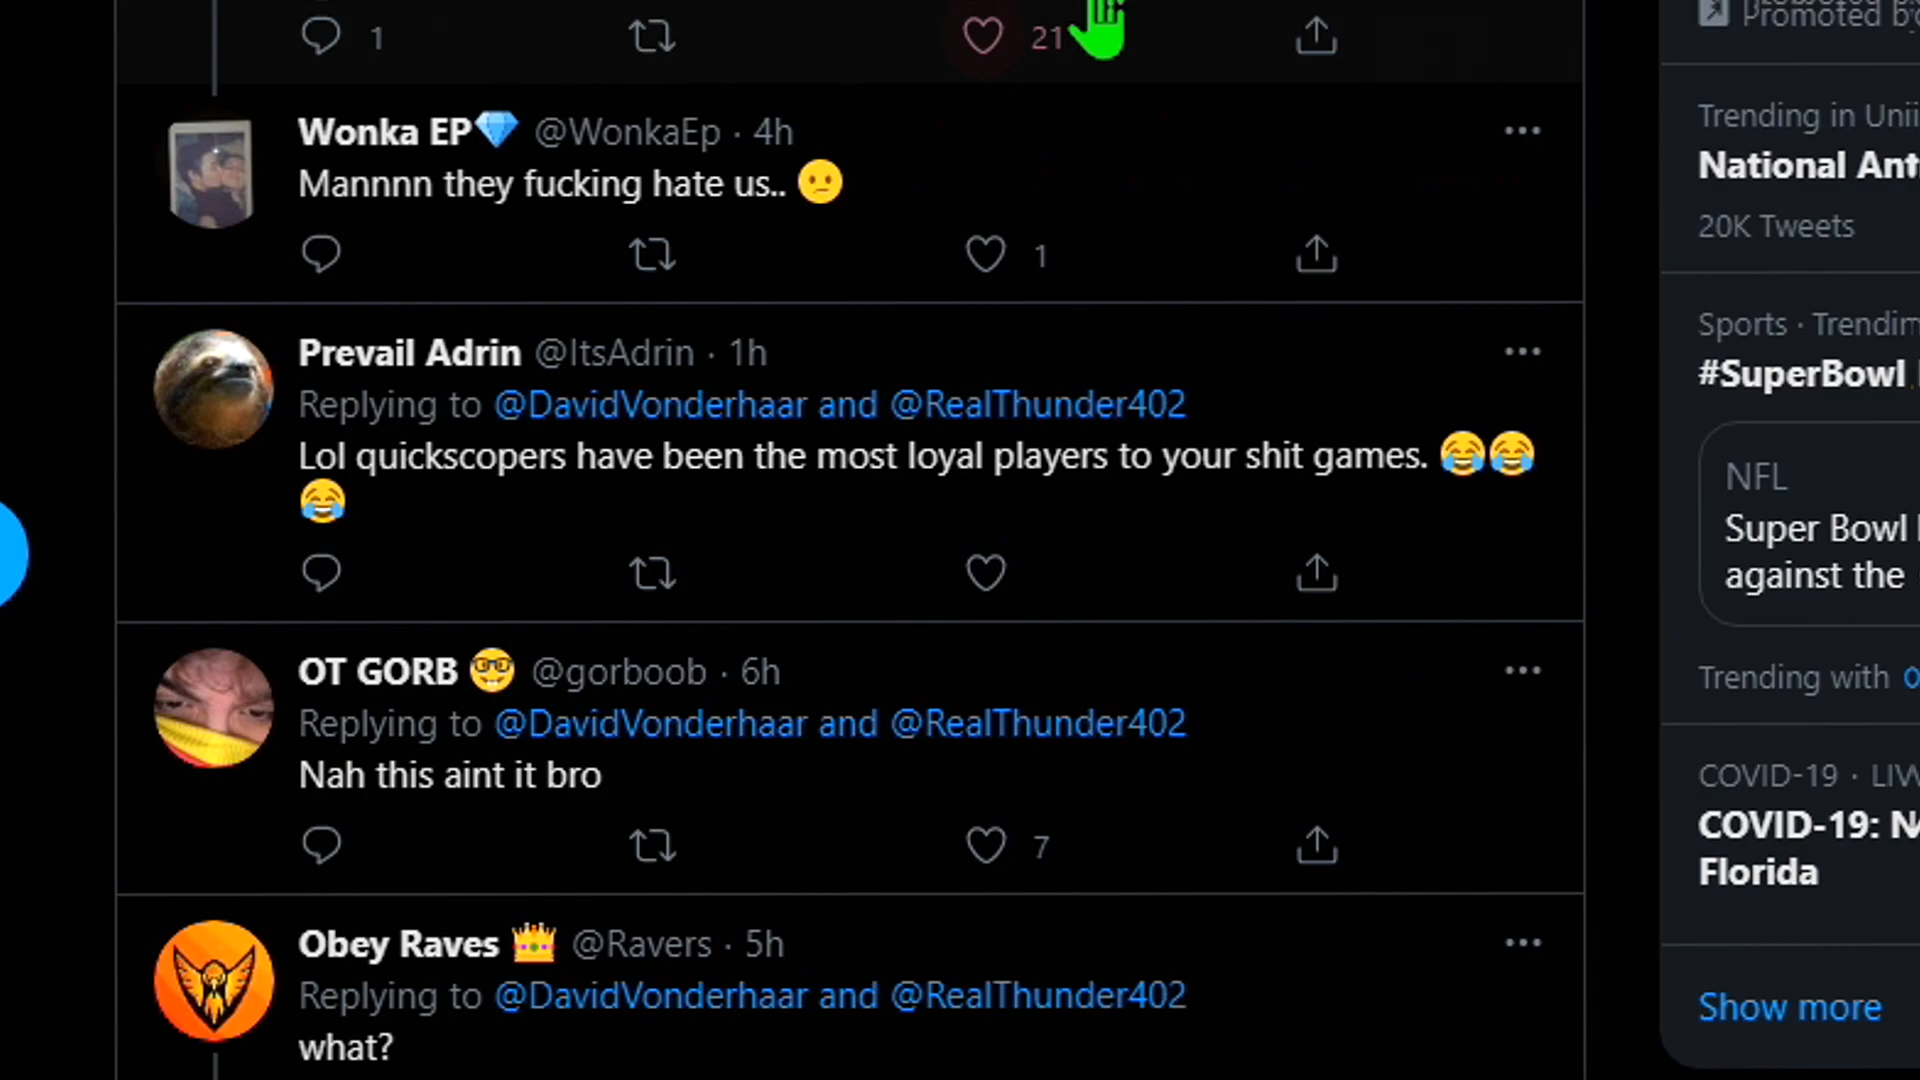 1
21
Promoted by
Wonka EP💎 @WonkaEp · 4h
Mannnn they fucking hate us.. 😕
1
Prevail Adrin @ItsAdrin · 1h
Replying to @DavidVonderhaar and @RealThunder402
Lol quickscopers have been the most loyal players to your shit games. 😂😂
😂
OT GORB 🤓 @gorboob · 6h
Replying to @DavidVonderhaar and @RealThunder402
Nah this aint it bro
7
Obey Raves 👑 @Ravers · 5h
Replying to @DavidVonderhaar and @RealThunder402
what?
Trending in
National
20K Tweets
Sports ·
#SuperBowl
NFL
Super Bowl
against the
Trending with
COVID-19 ·
COVID-19:
Florida
Show more